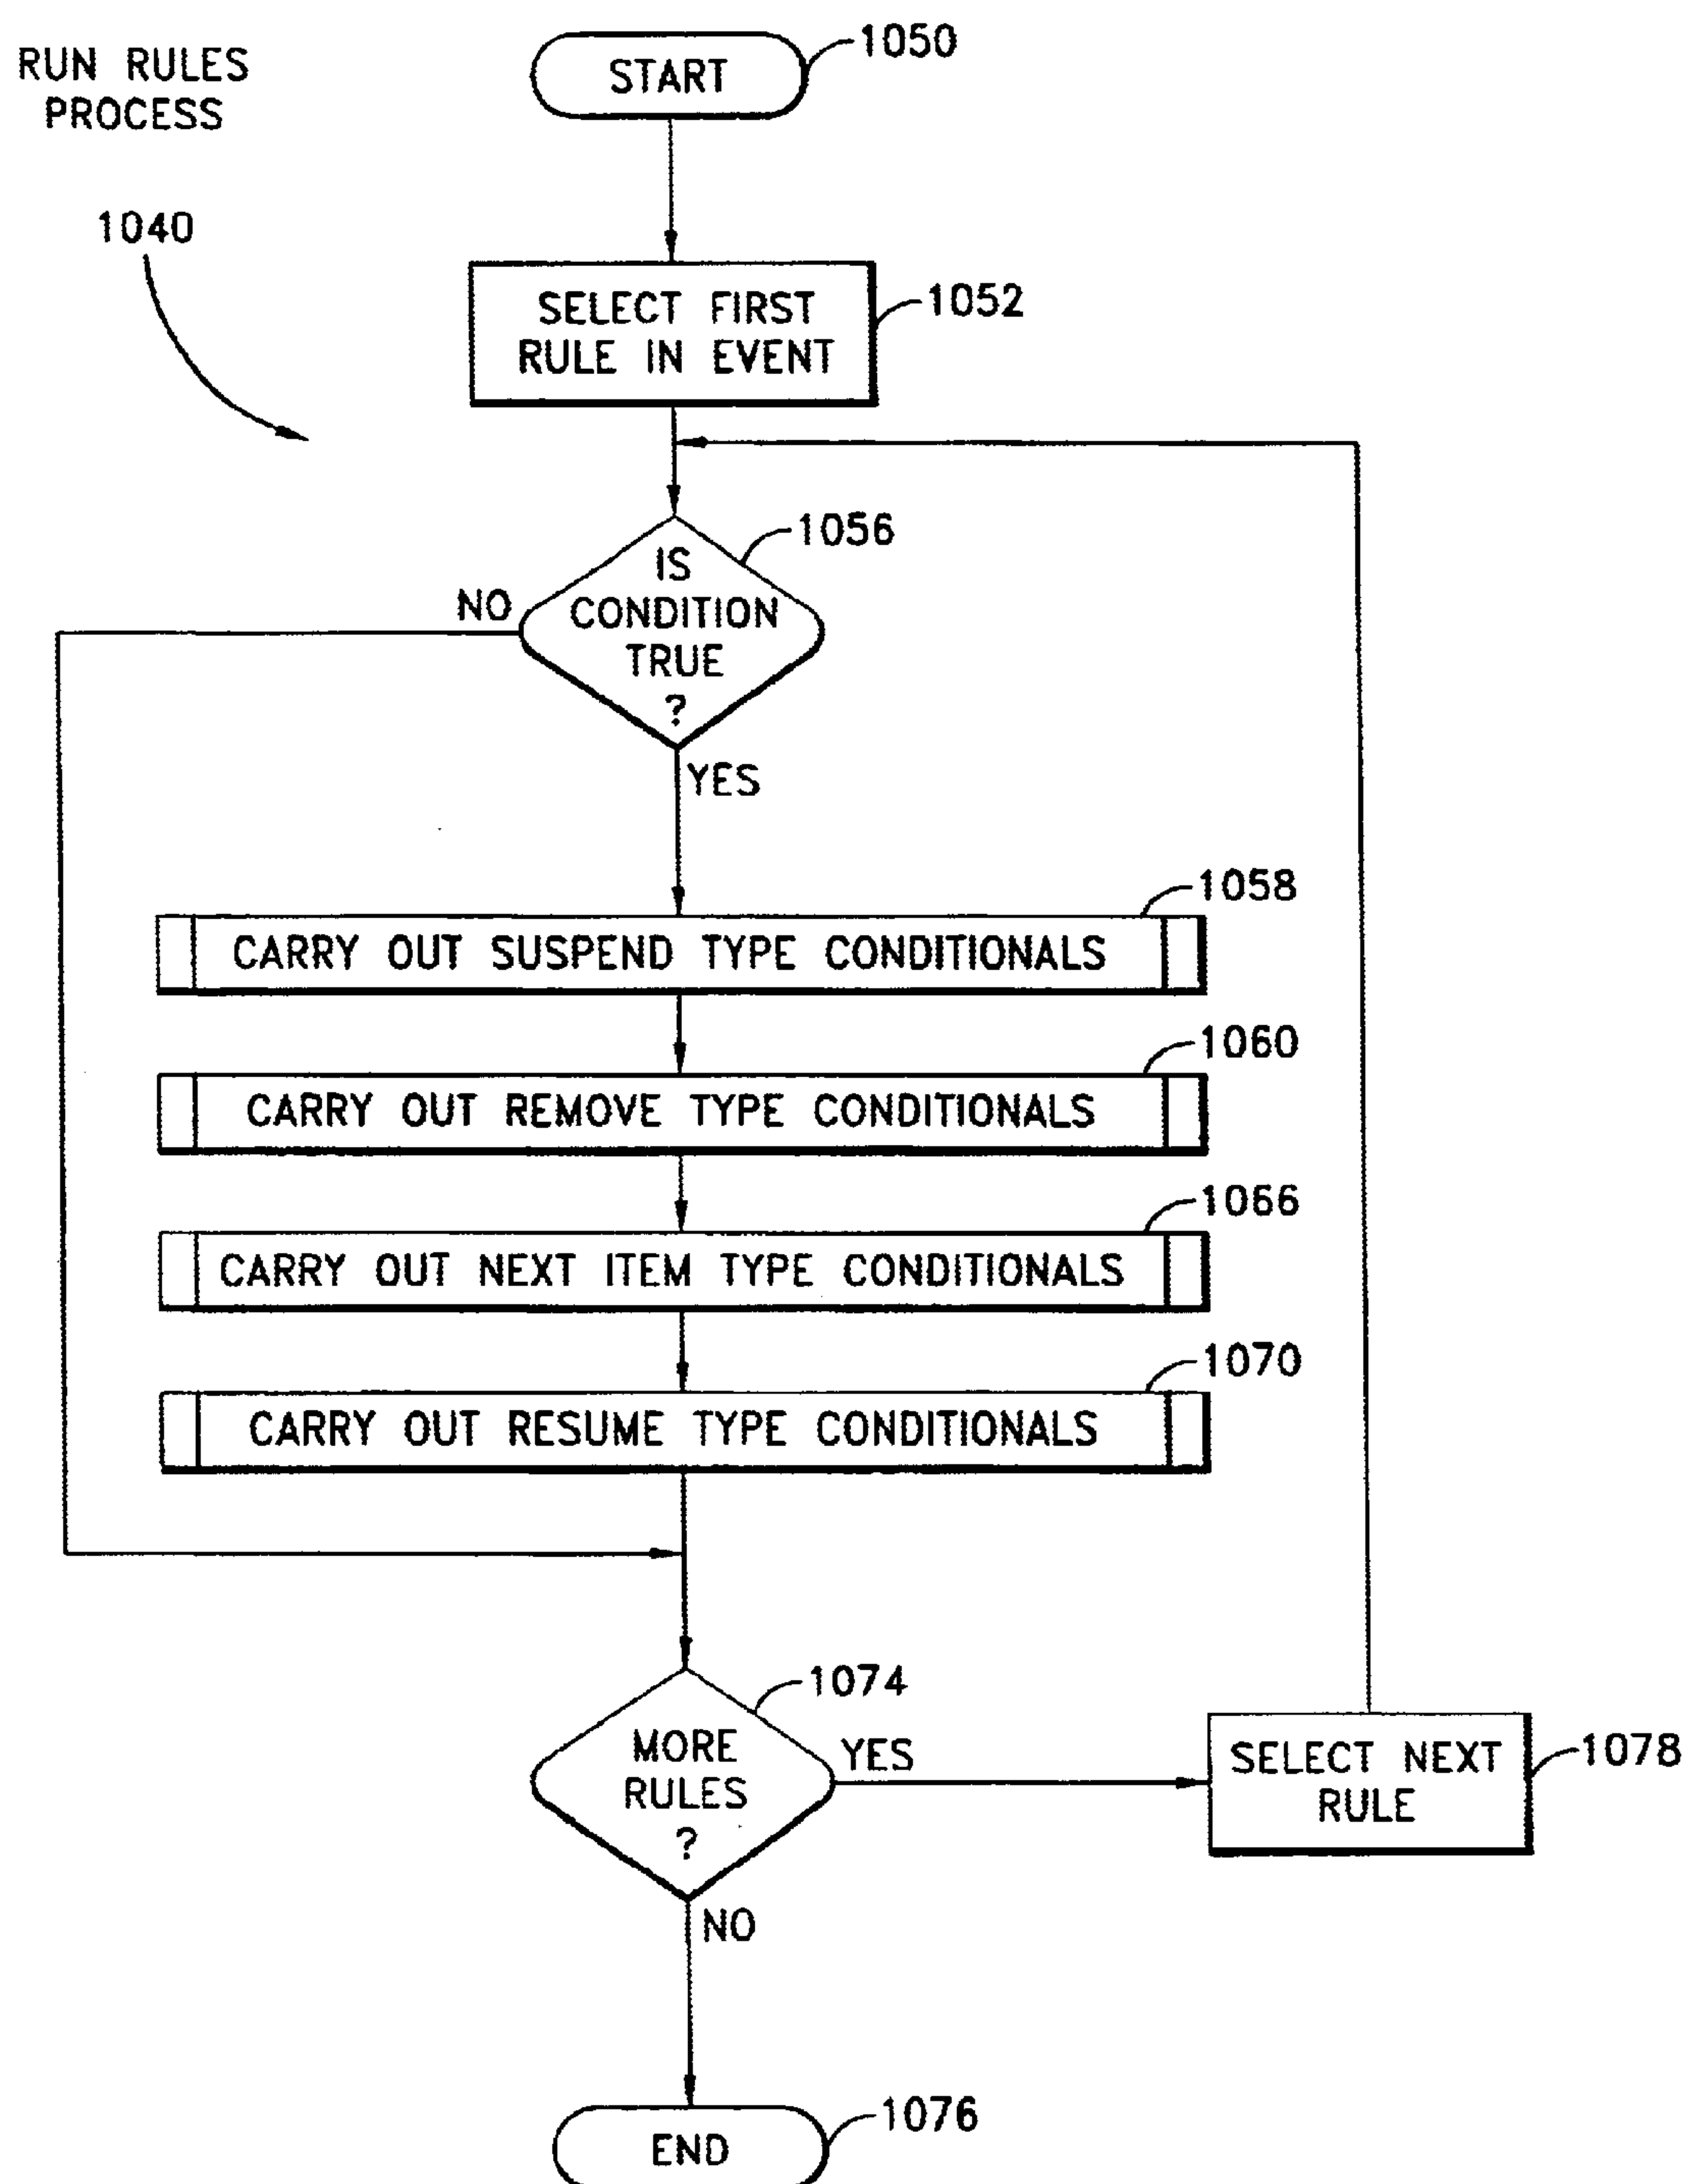 RUN RULES
PROCESS
1040
START
1050
SELECT FIRST
RULE IN EVENT
1052
IS
CONDITION
TRUE
?
1056
NO
YES
CARRY OUT SUSPEND TYPE CONDITIONALS
1058
CARRY OUT REMOVE TYPE CONDITIONALS
1060
CARRY OUT NEXT ITEM TYPE CONDITIONALS
1066
CARRY OUT RESUME TYPE CONDITIONALS
1070
MORE
RULES
?
1074
YES
SELECT NEXT
RULE
1078
NO
END
1076